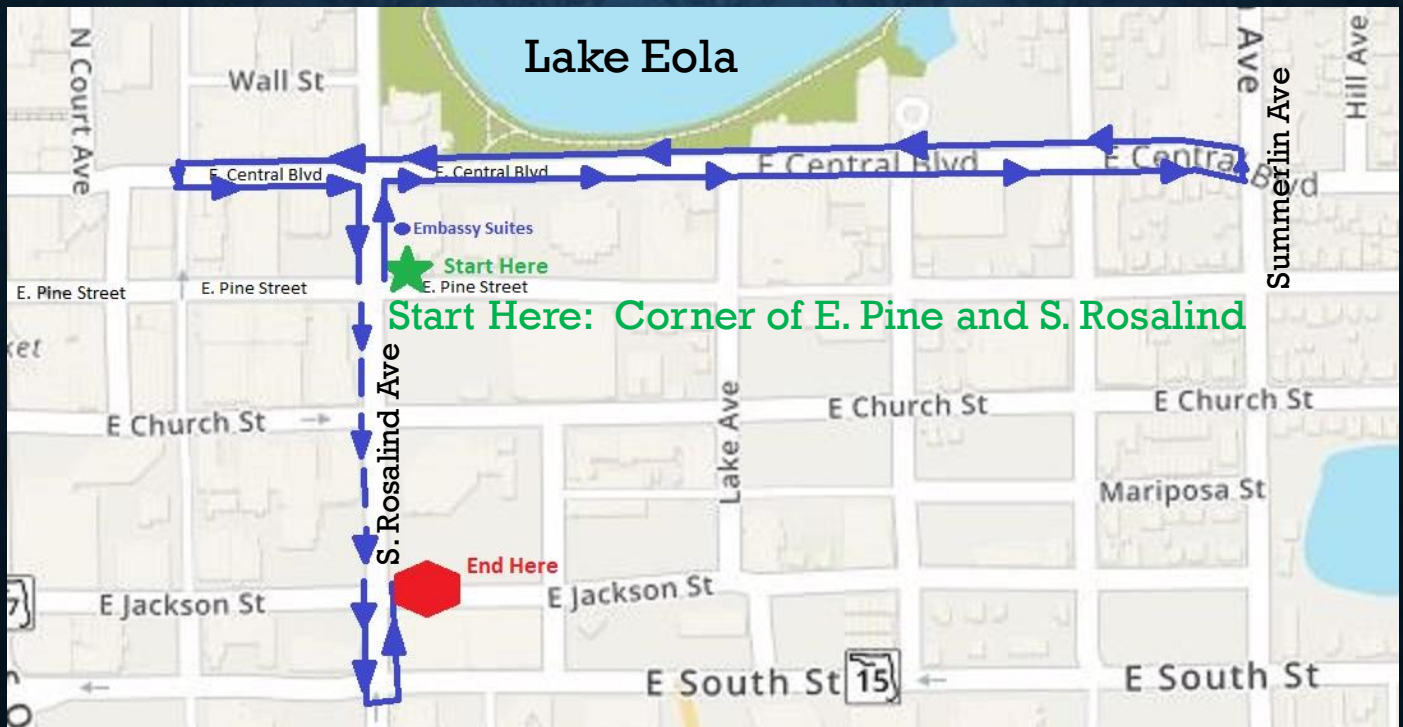 Lake Eola
N Court Ave
Wall St
Ave
Summerlin Ave
Hill Ave
E. Central Blvd
E. Central Blvd
E Central Blvd
E Central Blvd
Embassy Suites
Start Here
E. Pine Street
E. Pine Street
E. Pine Street
Start Here: Corner of E. Pine and S. Rosalind
ket
S. Rosalind Ave
E Church St
Lake Ave
E Church St
E Church St
Mariposa St
End Here
E Jackson St
E Jackson St
E South St
15
E South St